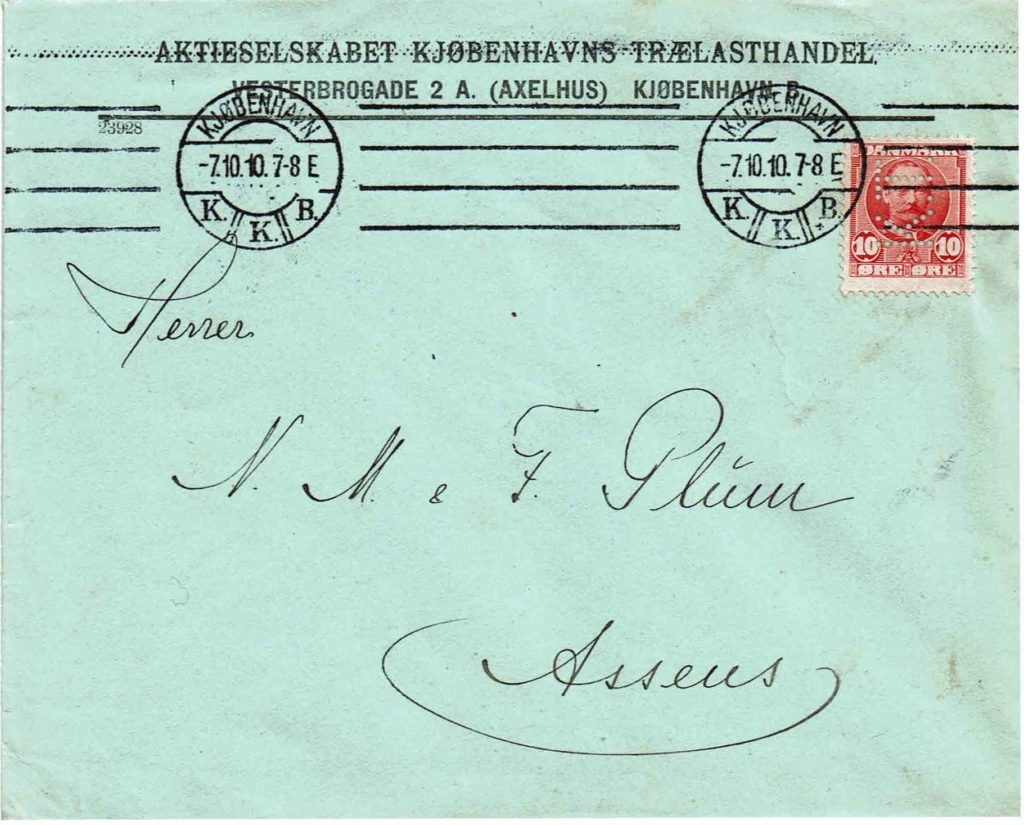 AKTIESELSKABET KJØBENHAVNS TRÆLASTHANDEL.
VESTERBROGADE 2 A. (AXELHUS) KJØBENHAVN B.
23928
KJØBENHAVN
-7.10.10. 7-8 E
K. K. B.
KJØBENHAVN
-7.10.10. 7-8 E
K. K. B.
DANMARK
10 10
ØRE ØRE
Herrer
N. M. & F. Plŭm
Assens